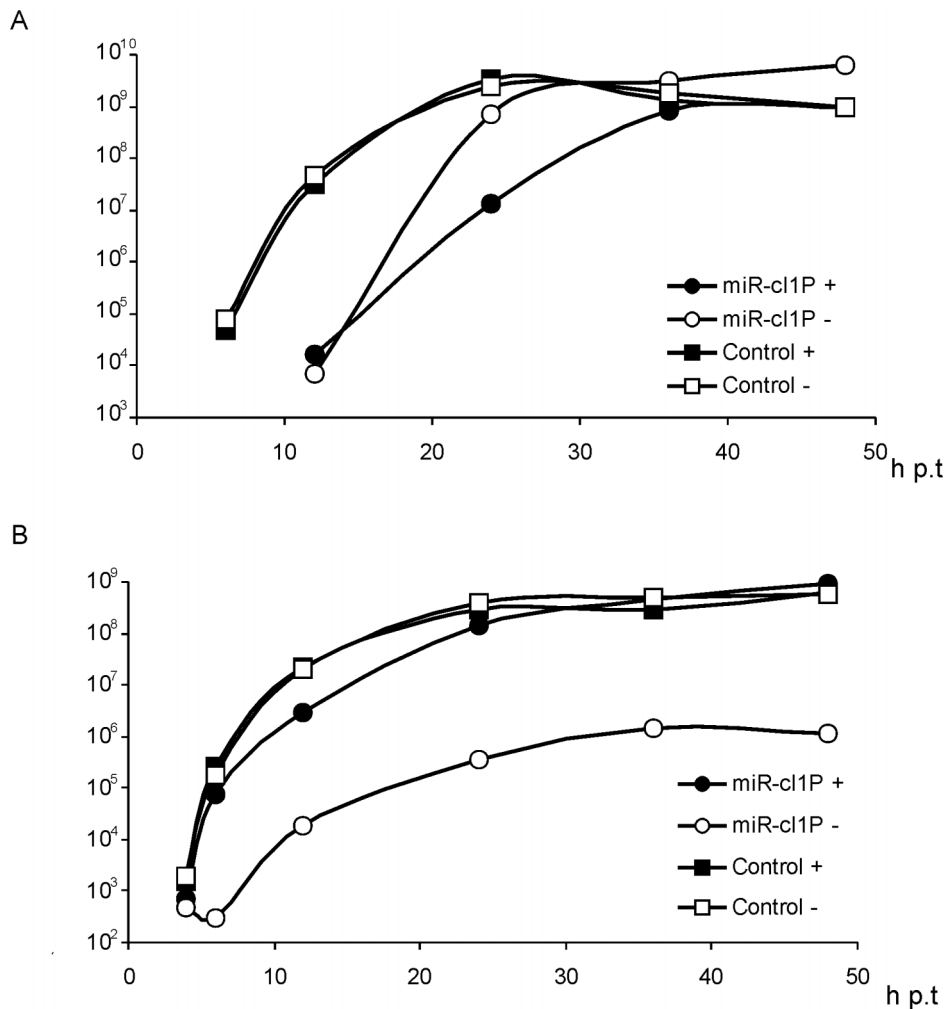 A
10^10
10^9
10^8
10^7
10^6
10^5
10^4
10^3
0 10 20 30 40 50
h p.t
miR-cl1P +
miR-cl1P -
Control +
Control -
B
10^9
10^8
10^7
10^6
10^5
10^4
10^3
10^2
0 10 20 30 40 50
h p.t
miR-cl1P +
miR-cl1P -
Control +
Control -